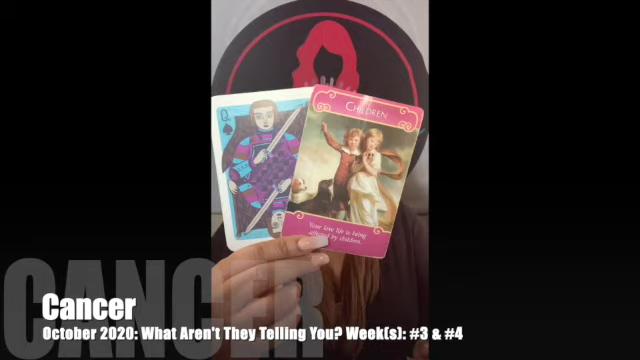 Q
CHILDREN
Your love life is being
affected by children.
CANCER
Cancer
October 2020: What Aren't They Telling You? Week(s): #3 & #4